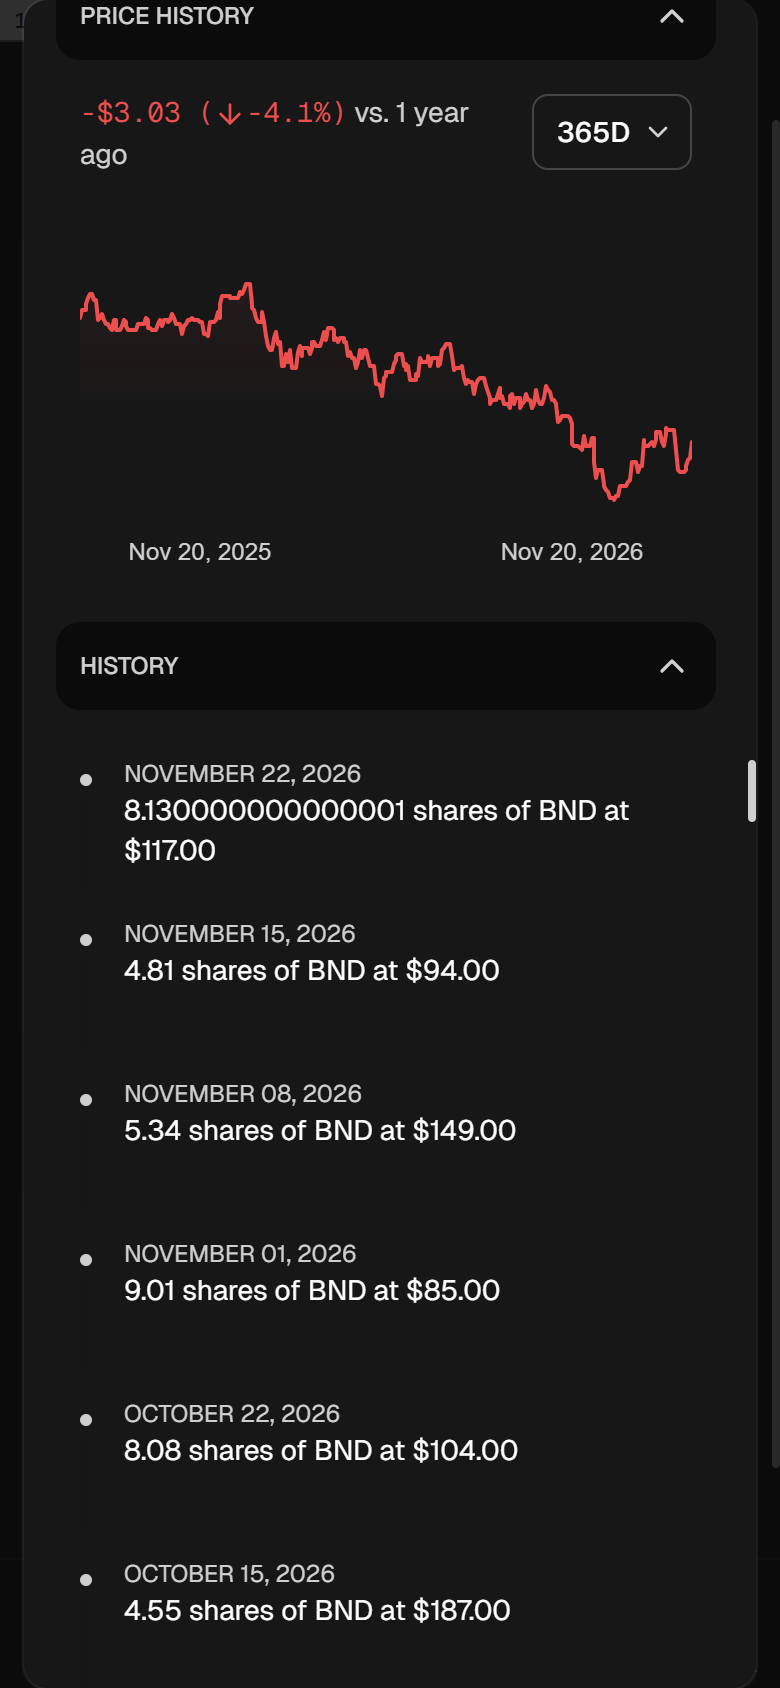 1
PRICE HISTORY
-$3.03 (↓-4.1%) vs. 1 year
ago
365D
Nov 20, 2025
Nov 20, 2026
HISTORY
NOVEMBER 22, 2026
8.130000000000001 shares of BND at
$117.00
NOVEMBER 15, 2026
4.81 shares of BND at $94.00
NOVEMBER 08, 2026
5.34 shares of BND at $149.00
NOVEMBER 01, 2026
9.01 shares of BND at $85.00
OCTOBER 22, 2026
8.08 shares of BND at $104.00
OCTOBER 15, 2026
4.55 shares of BND at $187.00